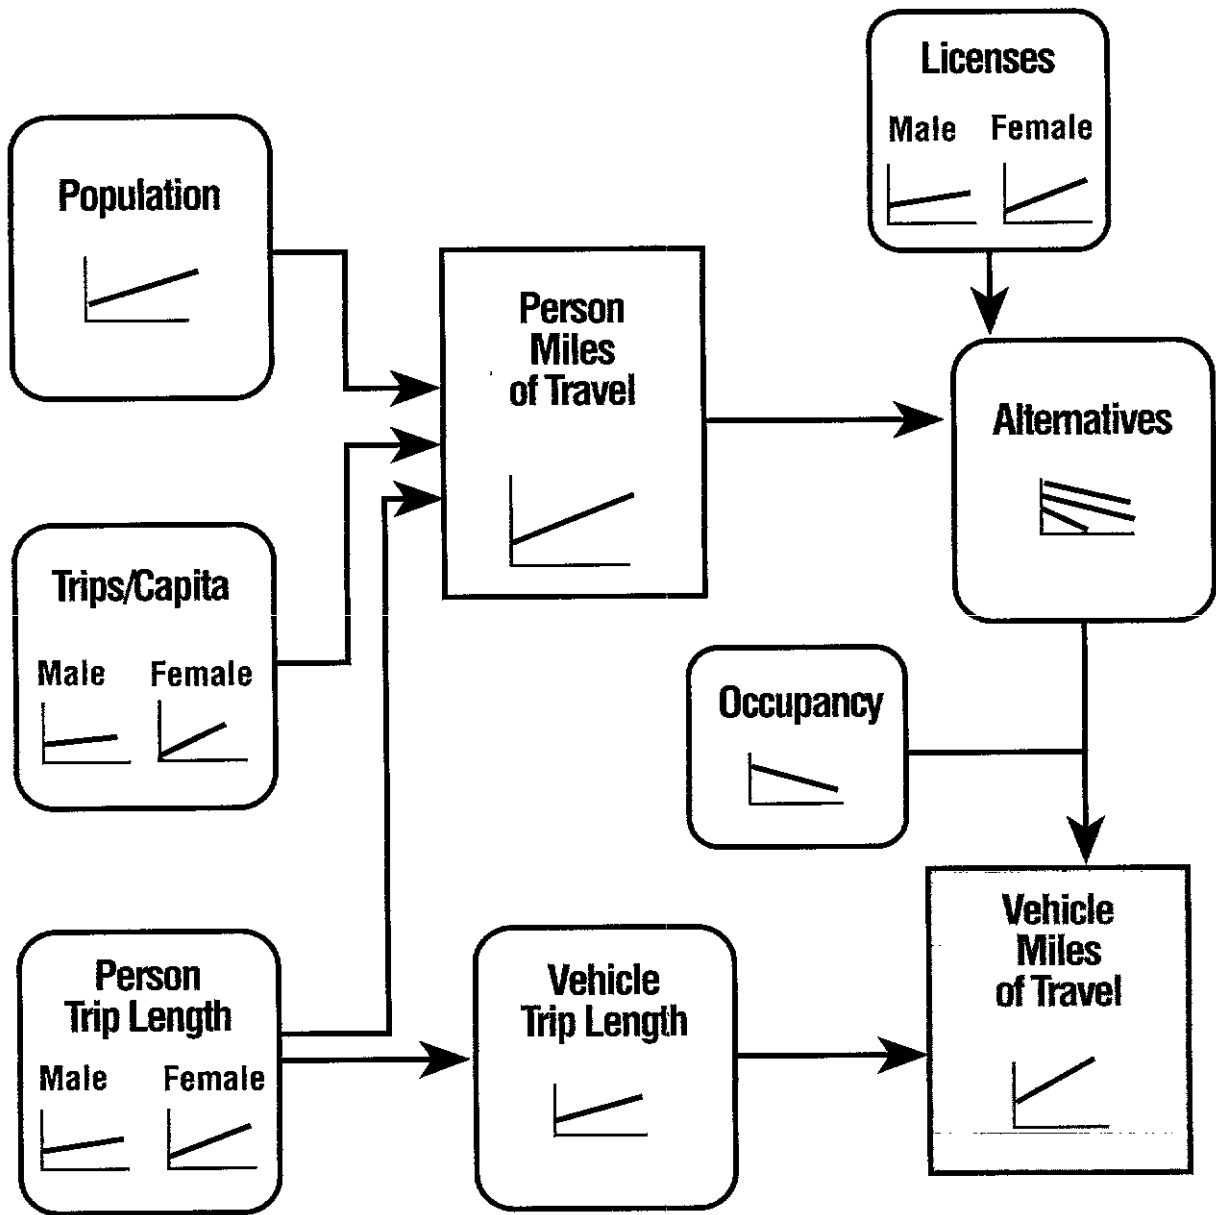 Licenses
Male Female
Population
Person
Miles
of Travel
Alternatives
Trips/Capita
Male Female
Occupancy
Person
Trip Length
Male Female
Vehicle
Trip Length
Vehicle
Miles
of Travel